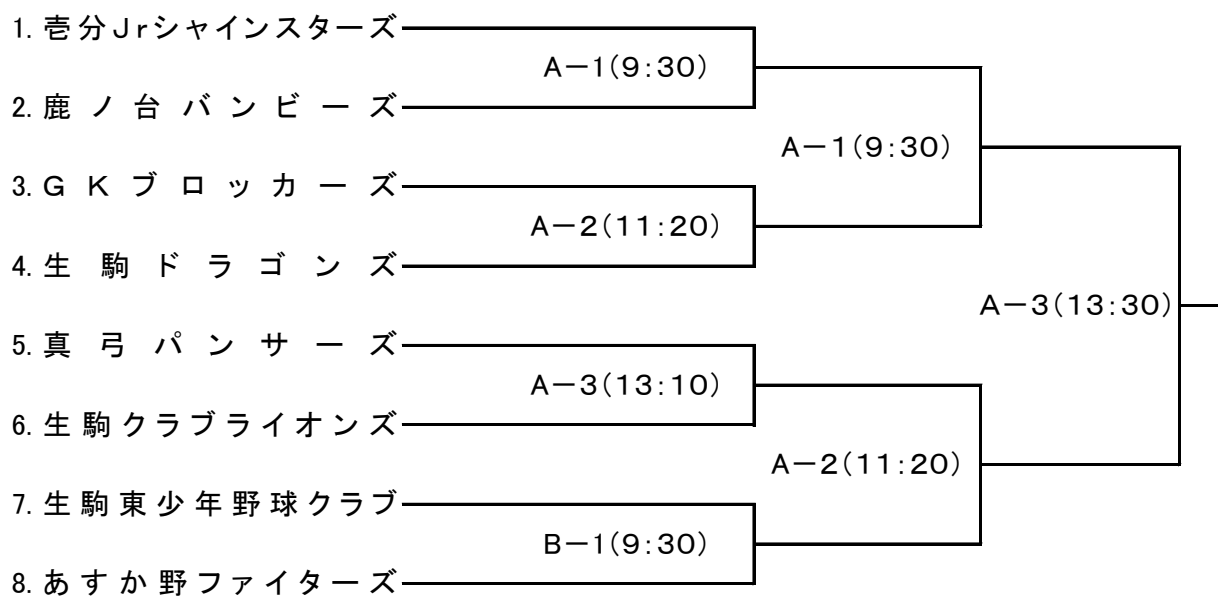 1. 壱分Jrシャインスターズ
A－1(9:30)
2. 鹿ノ台バンビーズ
A－1(9:30)
3. GKブロッカーズ
A－2(11:20)
4. 生駒ドラゴンズ
A－3(13:30)
5. 真弓パンサーズ
A－3(13:10)
6. 生駒クラブライオンズ
A－2(11:20)
7. 生駒東少年野球クラブ
B－1(9:30)
8. あすか野ファイターズ